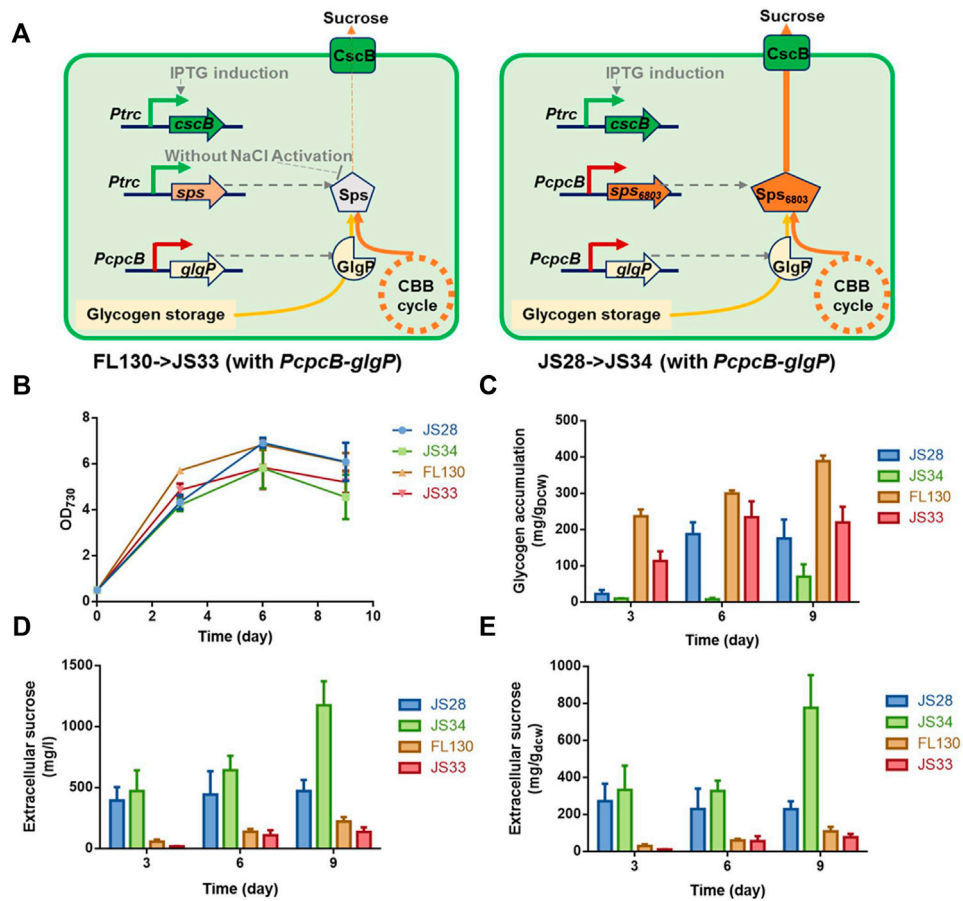 A
Sucrose
CscB
IPTG induction
Ptrc
cscB
Without NaCl Activation
Ptrc
sps
Sps
PcpcB
glgP
GlgP
CBB
cycle
Glycogen storage
FL130->JS33 (with PcpcB-glgP)
Sucrose
CscB
IPTG induction
Ptrc
cscB
PcpcB
sps6803
Sps6803
PcpcB
glgP
GlgP
CBB
cycle
Glycogen storage
JS28->JS34 (with PcpcB-glgP)
B
OD730
8
6
4
2
0
0 2 4 6 8 10
Time (day)
JS28
JS34
FL130
JS33
C
Glycogen accumulation
(mg/gDCW)
500
400
300
200
100
0
3 6 9
Time (day)
JS28
JS34
FL130
JS33
D
Extracellular sucrose
(mg/l)
1500
1000
500
0
3 6 9
Time (day)
JS28
JS34
FL130
JS33
E
Extracellular sucrose
(mg/gdcw)
1000
800
600
400
200
0
3 6 9
Time (day)
JS28
JS34
FL130
JS33